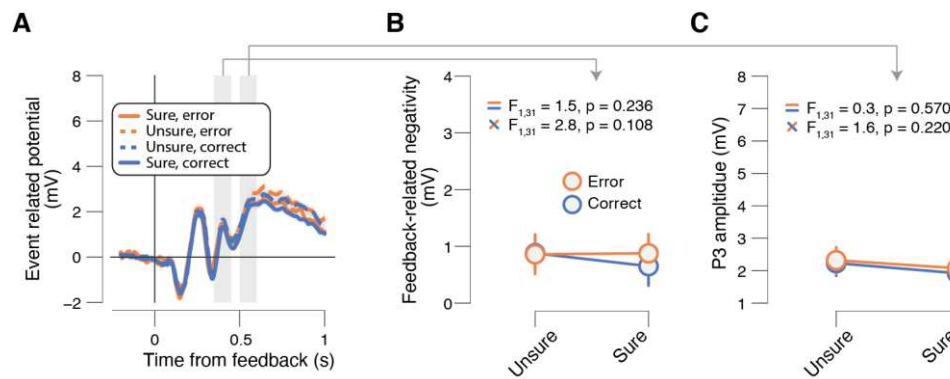 A
B
C
Event related potential
(mV)
8
6
4
2
0
−2
Sure, error
Unsure, error
Unsure, correct
Sure, correct
0
0.5
1
Time from feedback (s)
Feedback-related negativity
(mV)
4
3
2
1
0
F1,31 = 1.5, p = 0.236
F1,31 = 2.8, p = 0.108
Error
Correct
Unsure
Sure
P3 amplitidue (mV)
8
7
6
5
4
3
2
1
F1,31 = 0.3, p = 0.570
F1,31 = 1.6, p = 0.220
Unsure
Sure